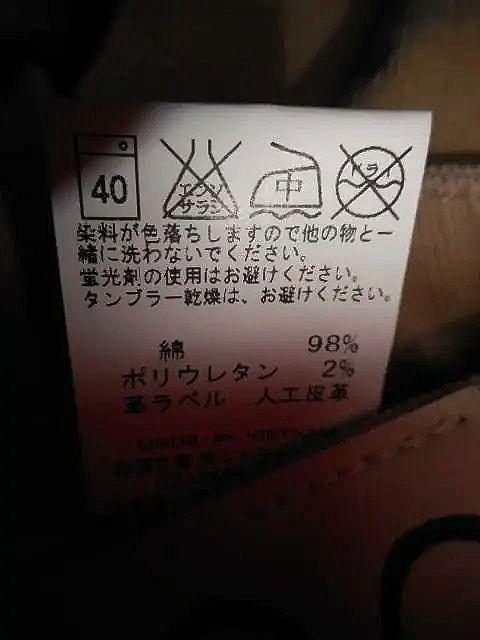 40
エンソ
サラシ
中
ドライ
染料が色落ちしますので他の物と一
緒に洗わないでください。
蛍光剤の使用はお避けください。
タンブラー乾燥は、お避けください。
綿 98%
ポリウレタン 2%
革ラベル 人工皮革
MADE IN VIETNAM